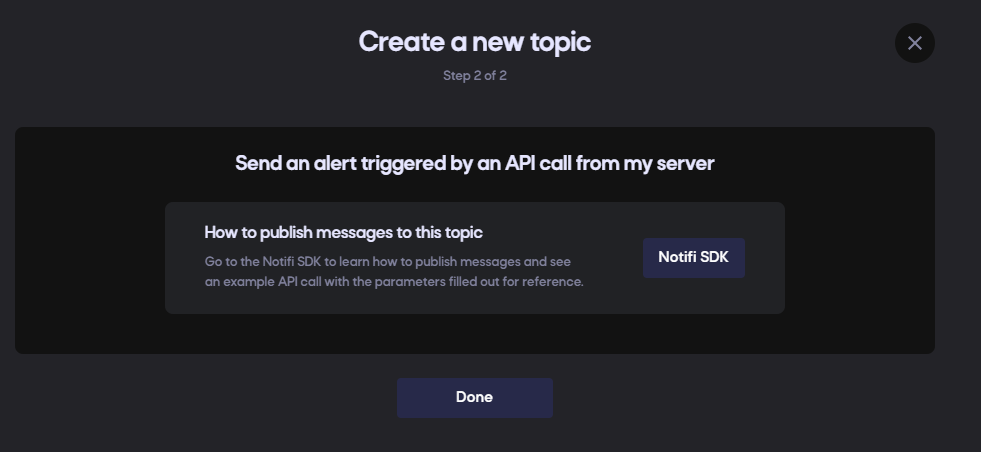 Create a new topic
Step 2 of 2
Send an alert triggered by an API call from my server
How to publish messages to this topic
Go to the Notifi SDK to learn how to publish messages and see
an example API call with the parameters filled out for reference.
Notifi SDK
Done